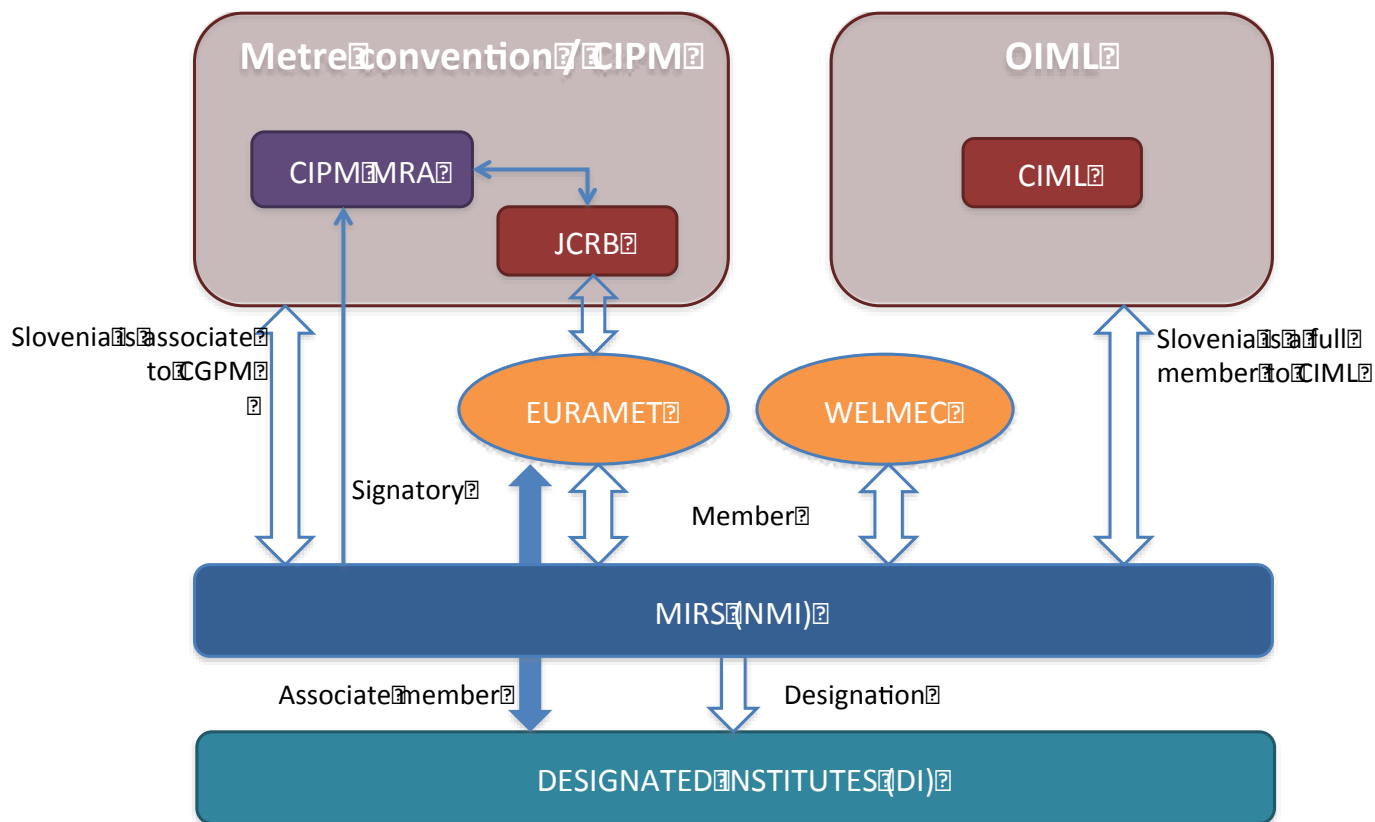 Metre convention / CIPM
OIML
CIPM MRA
CIML
JCRB
Slovenia is associate
to CGPM
Slovenia is a full
member to CIML
EURAMET
WELMEC
Signatory
Member
MIRS (NMI)
Associate member
Designation
DESIGNATED INSTITUTES (DI)